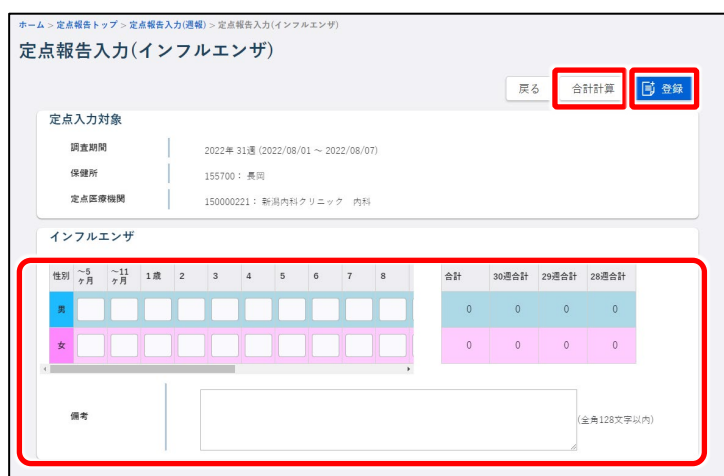 ホーム > 定点報告トップ > 定点報告入力(週報) > 定点報告入力(インフルエンザ)
定点報告入力(インフルエンザ)
戻る 合計計算 登録
定点入力対象
調査期間 2022年 31週 (2022/08/01 ～ 2022/08/07)
保健所 155700： 長岡
定点医療機関 150000221： 新潟内科クリニック 内科
インフルエンザ
性別 ～5ヶ月 ～11ヶ月 1歳 2 3 4 5 6 7 8 合計 30週合計 29週合計 28週合計
男 0 0 0 0
女 0 0 0 0
備考 (全角128文字以内)